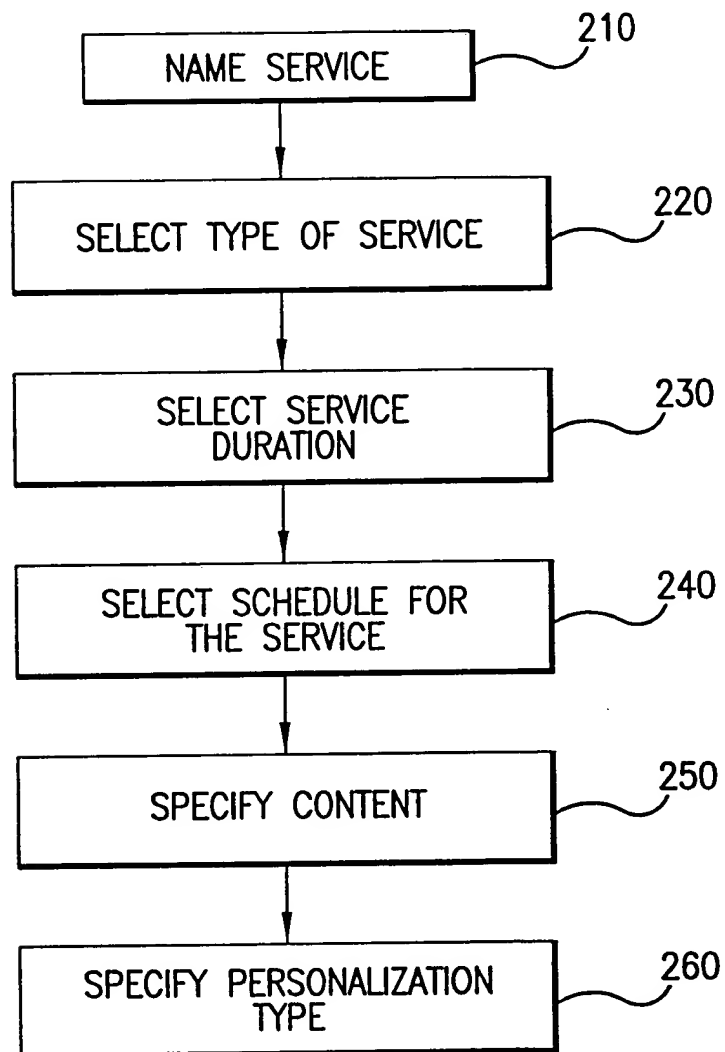 NAME SERVICE
210
SELECT TYPE OF SERVICE
220
SELECT SERVICE
DURATION
230
SELECT SCHEDULE FOR
THE SERVICE
240
SPECIFY CONTENT
250
SPECIFY PERSONALIZATION
TYPE
260